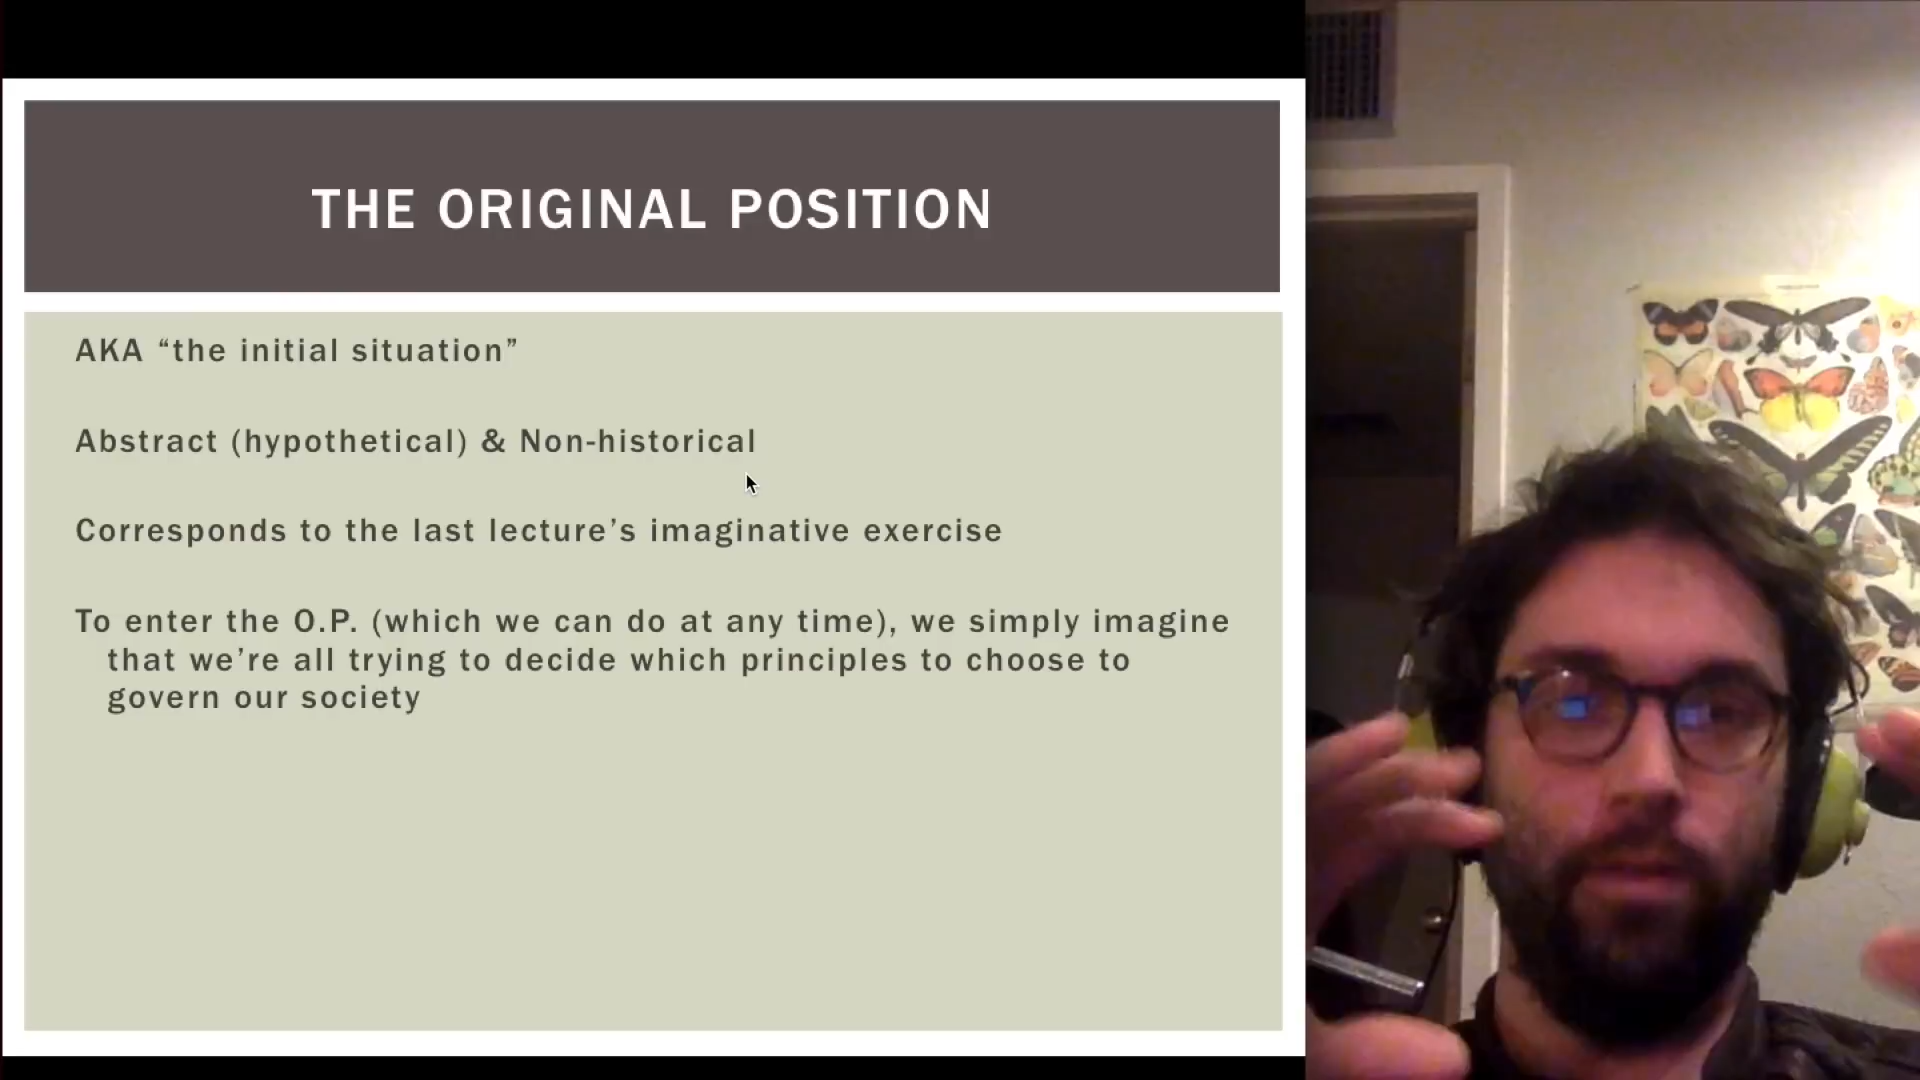 THE ORIGINAL POSITION
AKA “the initial situation”
Abstract (hypothetical) & Non-historical
Corresponds to the last lecture’s imaginative exercise
To enter the O.P. (which we can do at any time), we simply imagine
that we’re all trying to decide which principles to choose to
govern our society